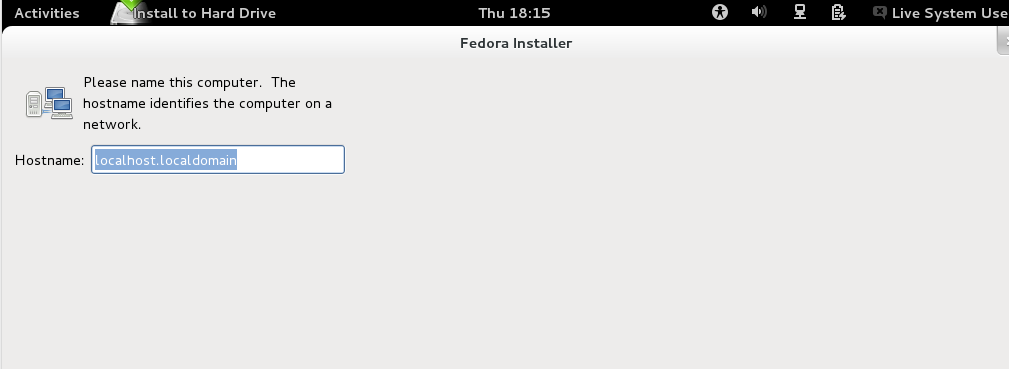 Activities Install to Hard Drive Thu 18:15 Live System Use
Fedora Installer
Please name this computer. The
hostname identifies the computer on a
network.
Hostname: localhost.localdomain